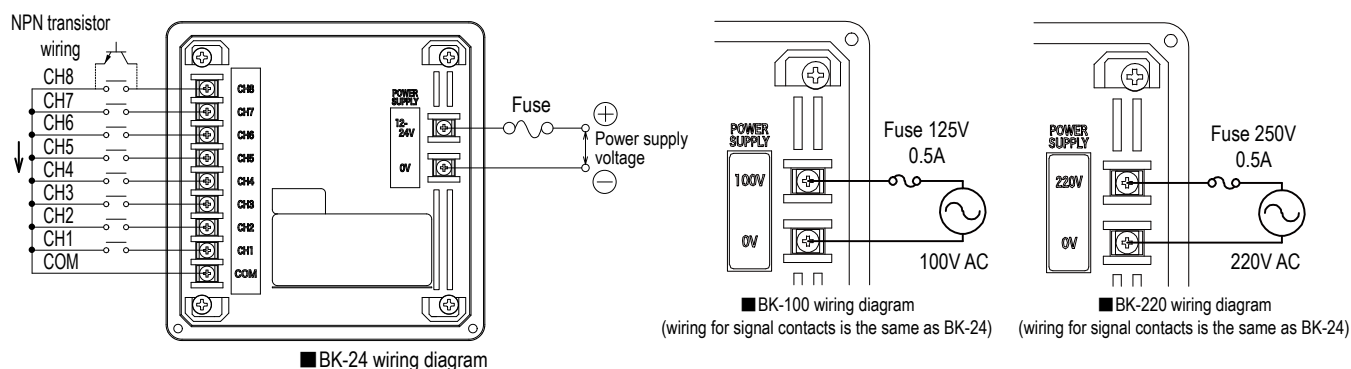 NPN transistor
wiring
CH8
CH7
CH6
CH5
CH4
CH3
CH2
CH1
COM
CH8
CH7
CH6
CH5
CH4
CH3
CH2
CH1
COM
POWER
SUPPLY
12-
24V
0V
Fuse
+
Power supply
voltage
−
■BK-24 wiring diagram
POWER
SUPPLY
100V
0V
Fuse 125V
0.5A
100V AC
■BK-100 wiring diagram
(wiring for signal contacts is the same as BK-24)
POWER
SUPPLY
220V
0V
Fuse 250V
0.5A
220V AC
■BK-220 wiring diagram
(wiring for signal contacts is the same as BK-24)